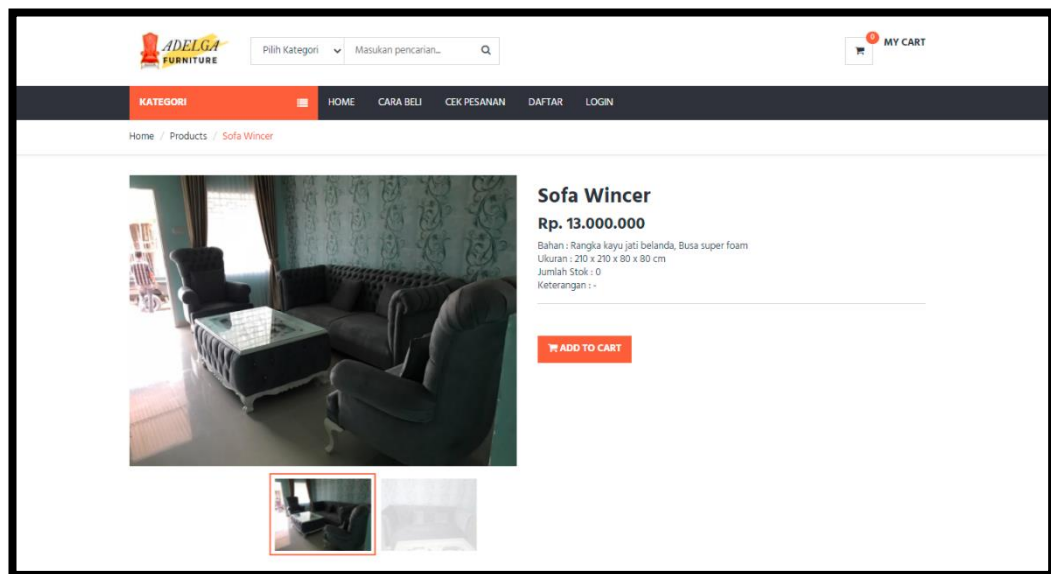 ADELGA
FURNITURE
Pilih Kategori
Masukan pencarian...
0
MY CART
KATEGORI
HOME
CARA BELI
CEK PESANAN
DAFTAR
LOGIN
Home / Products / Sofa Wincer
Sofa Wincer
Rp. 13.000.000
Bahan : Rangka kayu jati belanda, Busa super foam
Ukuran : 210 x 210 x 80 x 80 cm
Jumlah Stok : 0
Keterangan : -
ADD TO CART